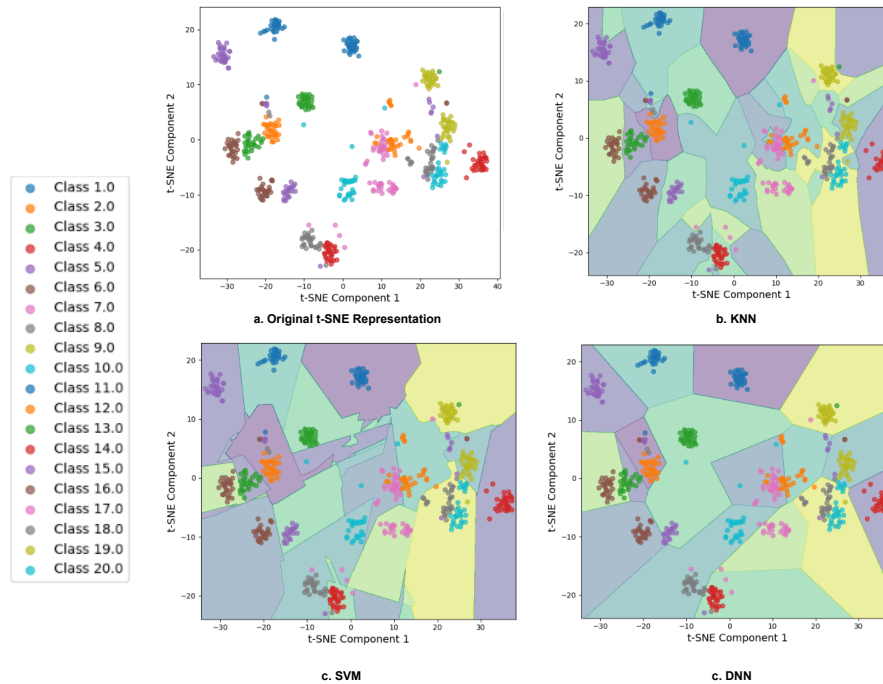 20
10
0
−10
−20
t-SNE Component 2
−30
−20
−10
0
10
20
30
40
t-SNE Component 1
a. Original t-SNE Representation
20
10
0
−10
−20
t-SNE Component 2
−30
−20
−10
0
10
20
30
t-SNE Component 1
b. KNN
Class 1.0
Class 2.0
Class 3.0
Class 4.0
Class 5.0
Class 6.0
Class 7.0
Class 8.0
Class 9.0
Class 10.0
Class 11.0
Class 12.0
Class 13.0
Class 14.0
Class 15.0
Class 16.0
Class 17.0
Class 18.0
Class 19.0
Class 20.0
20
10
0
−10
−20
t-SNE Component 2
−30
−20
−10
0
10
20
30
t-SNE Component 1
c. SVM
20
10
0
−10
−20
t-SNE Component 2
−30
−20
−10
0
10
20
30
t-SNE Component 1
c. DNN